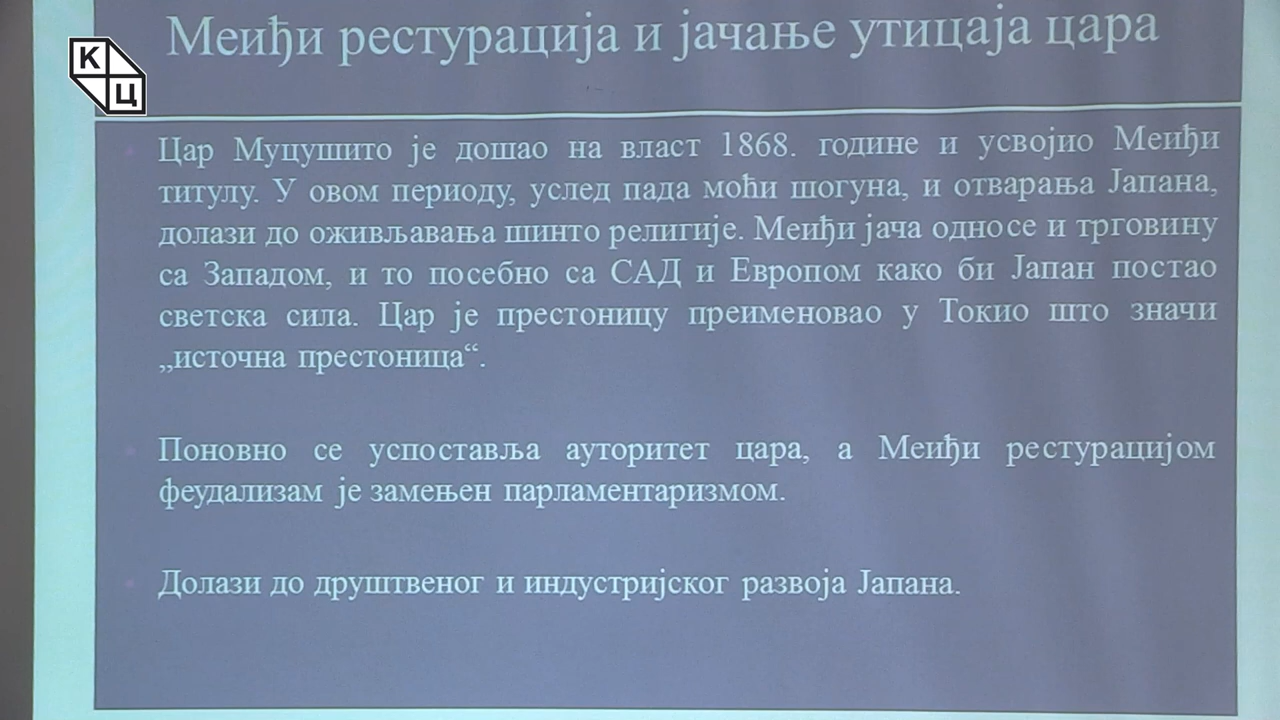 Меиђи рестурација и јачање утицаја цара
К
Ц
Цар Муцушито је дошао на власт 1868. године и усвојио Меиђи
титулу. У овом периоду, услед пада моћи шогуна, и отварања Јапана,
долази до оживљавања шинто религије. Меиђи јача односе и трговину
са Западом, и то посебно са САД и Европом како би Јапан постао
светска сила. Цар је престоницу преименовао у Токио што значи
„источна престоница“.
Поновно се успоставља ауторитет цара, а Меиђи рестурацијом
феудализам је замењен парламентаризмом.
Долази до друштвеног и индустријског развоја Јапана.